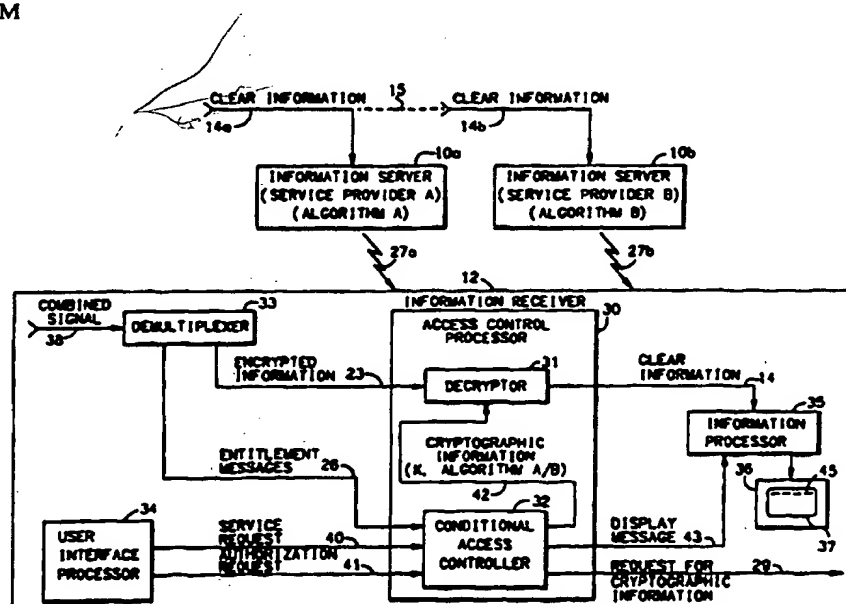 M
CLEAR INFORMATION
15
CLEAR INFORMATION
14a
14b
10a
10b
INFORMATION SERVER
(SERVICE PROVIDER A)
(ALGORITHM A)
INFORMATION SERVER
(SERVICE PROVIDER B)
(ALGORITHM B)
27a
27b
12
INFORMATION RECEIVER
COMBINED
SIGNAL
38
33
DEMULTIPLEXER
30
ACCESS CONTROL
PROCESSOR
31
ENCRYPTED
INFORMATION
23
DECRYPTOR
CLEAR
INFORMATION
14
35
INFORMATION
PROCESSOR
CRYPTOGRAPHIC
INFORMATION
(K, ALGORITHM A/B)
42
ENTITLEMENT
MESSAGES
26
36
45
37
34
USER
INTERFACE
PROCESSOR
SERVICE
REQUEST
40
AUTHORIZATION
REQUEST
41
32
CONDITIONAL
ACCESS
CONTROLLER
DISPLAY
MESSAGE
43
REQUEST FOR
CRYPTOGRAPHIC
INFORMATION
29